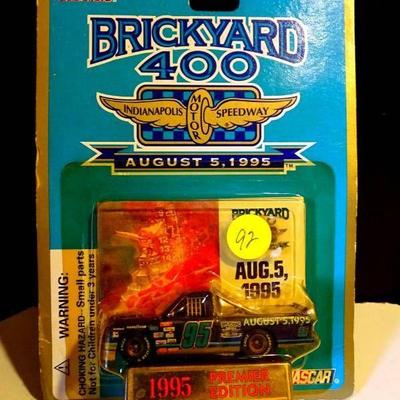 BRICKYARD
400
INDIANAPOLIS MOTOR SPEEDWAY
AUGUST 5, 1995
BRICKYARD
92
AUG.5,
1995
95
AUGUST 5, 1995
WARNING:
CHOKING HAZARD—Small parts
Not for Children under 3 years
1995
PREMIER
EDITION
NASCAR